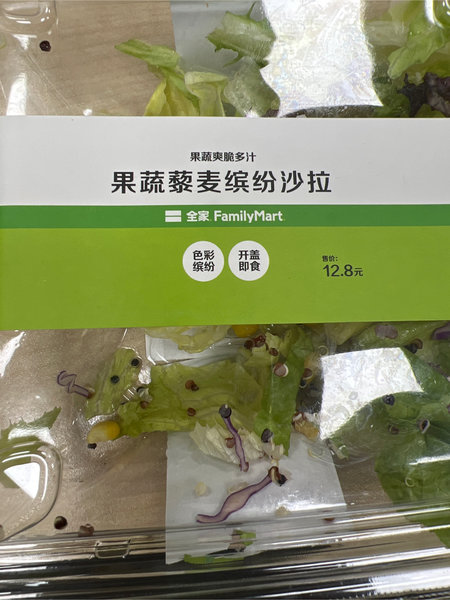 果蔬爽脆多汁
果蔬藜麦缤纷沙拉
全家 FamilyMart
色彩
缤纷
开盖
即食
售价:
12.8元